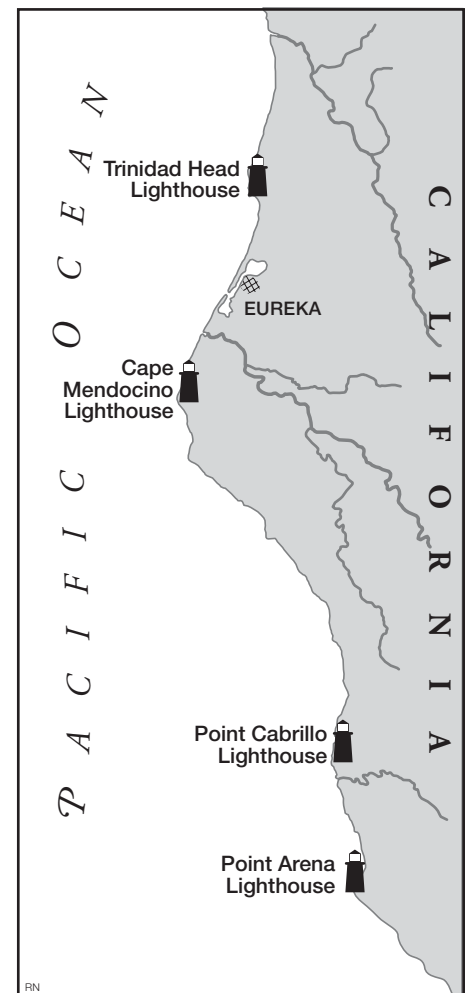 PACIFIC OCEAN
CALIFORNIA
Trinidad Head
Lighthouse
EUREKA
Cape
Mendocino
Lighthouse
Point Cabrillo
Lighthouse
Point Arena
Lighthouse
RN